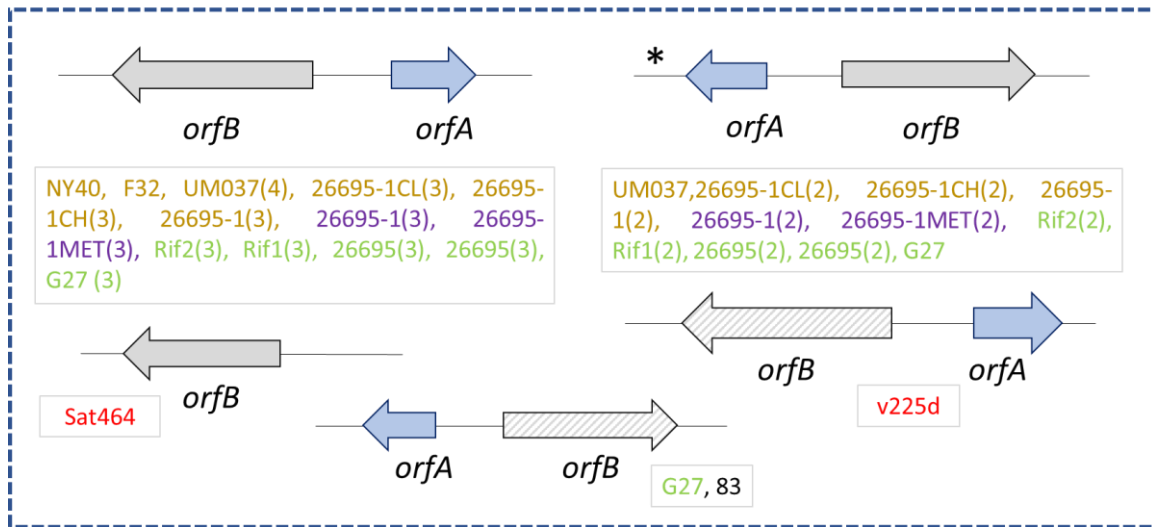 *
orfB orfA
orfA orfB
NY40, F32, UM037(4), 26695-1CL(3), 26695-
1CH(3), 26695-1(3), 26695-1(3), 26695-
1MET(3), Rif2(3), Rif1(3), 26695(3), 26695(3),
G27 (3)
UM037,26695-1CL(2), 26695-1CH(2), 26695-
1(2), 26695-1(2), 26695-1MET(2), Rif2(2),
Rif1(2), 26695(2), 26695(2), G27
orfB
Sat464
orfB orfA
v225d
orfA orfB
G27, 83